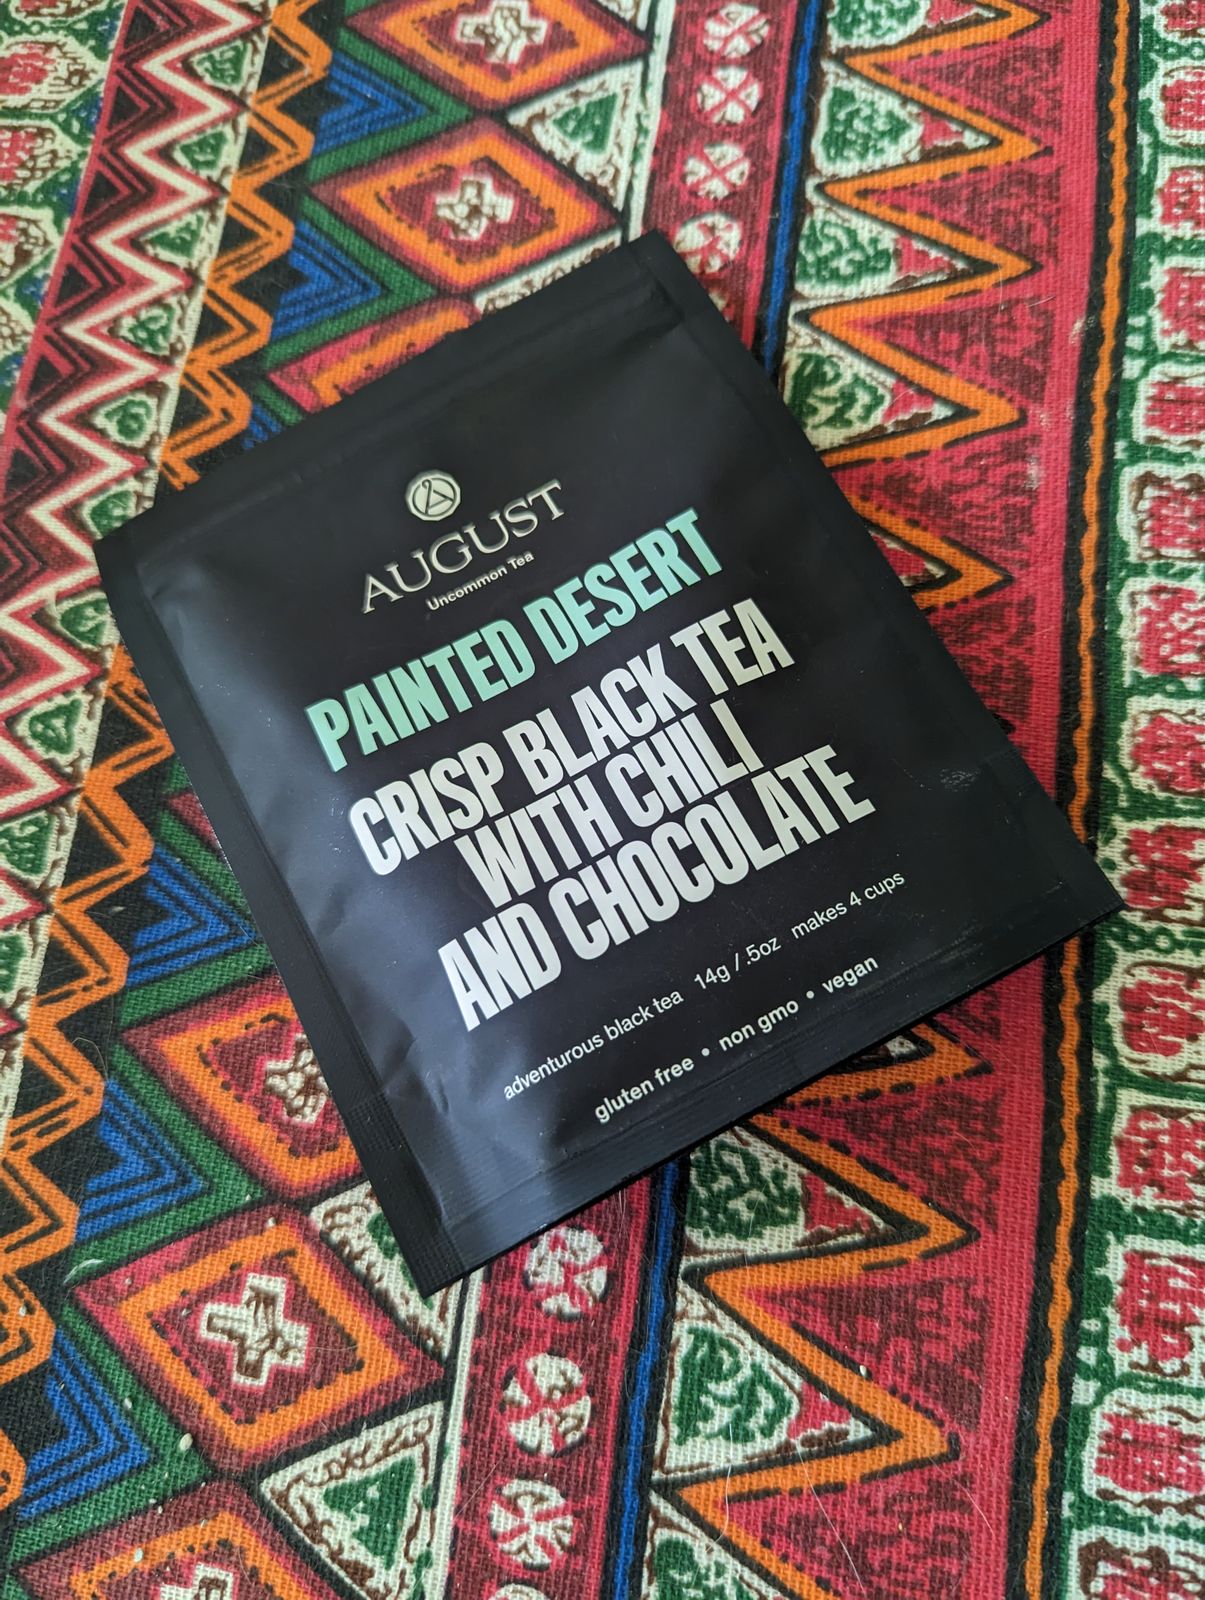 AUGUST
Uncommon Tea
PAINTED DESERT
CRISP BLACK TEA
WITH CHILI
AND CHOCOLATE
adventurous black tea 14g / .5oz makes 4 cups
gluten free • non gmo • vegan